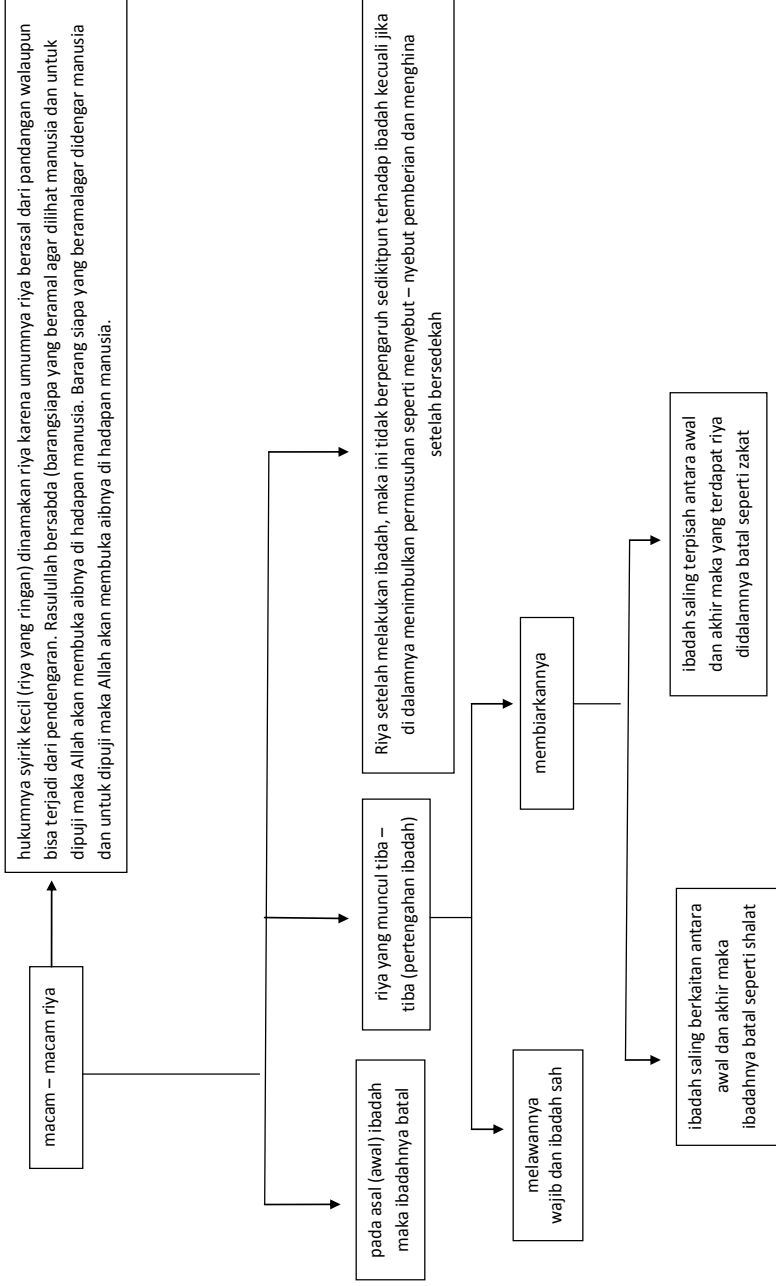 macam – macam riya
hukumnya syirik kecil (riya yang ringan) dinamakan riya karena umumnya riya berasal dari pandangan walaupun
bisa terjadi dari pendengaran. Rasulullah bersabda (barangsiapa yang beramal agar dilihat manusia dan untuk
dipuji maka Allah akan membuka aibnya di hadapan manusia. Barang siapa yang beramalagar didengar manusia
dan untuk dipuji maka Allah akan membuka aibnya di hadapan manusia.
pada asal (awal) ibadah
maka ibadahnya batal
riya yang muncul tiba –
tiba (pertengahan ibadah)
Riya setelah melakukan ibadah, maka ini tidak berpengaruh sedikitpun terhadap ibadah kecuali jika
di dalamnya menimbulkan permusuhan seperti menyebut – nyebut pemberian dan menghina
setelah bersedekah
melawannya
wajib dan ibadah sah
membiarkannya
ibadah saling berkaitan antara
awal dan akhir maka
ibadahnya batal seperti shalat
ibadah saling terpisah antara awal
dan akhir maka yang terdapat riya
didalamnya batal seperti zakat